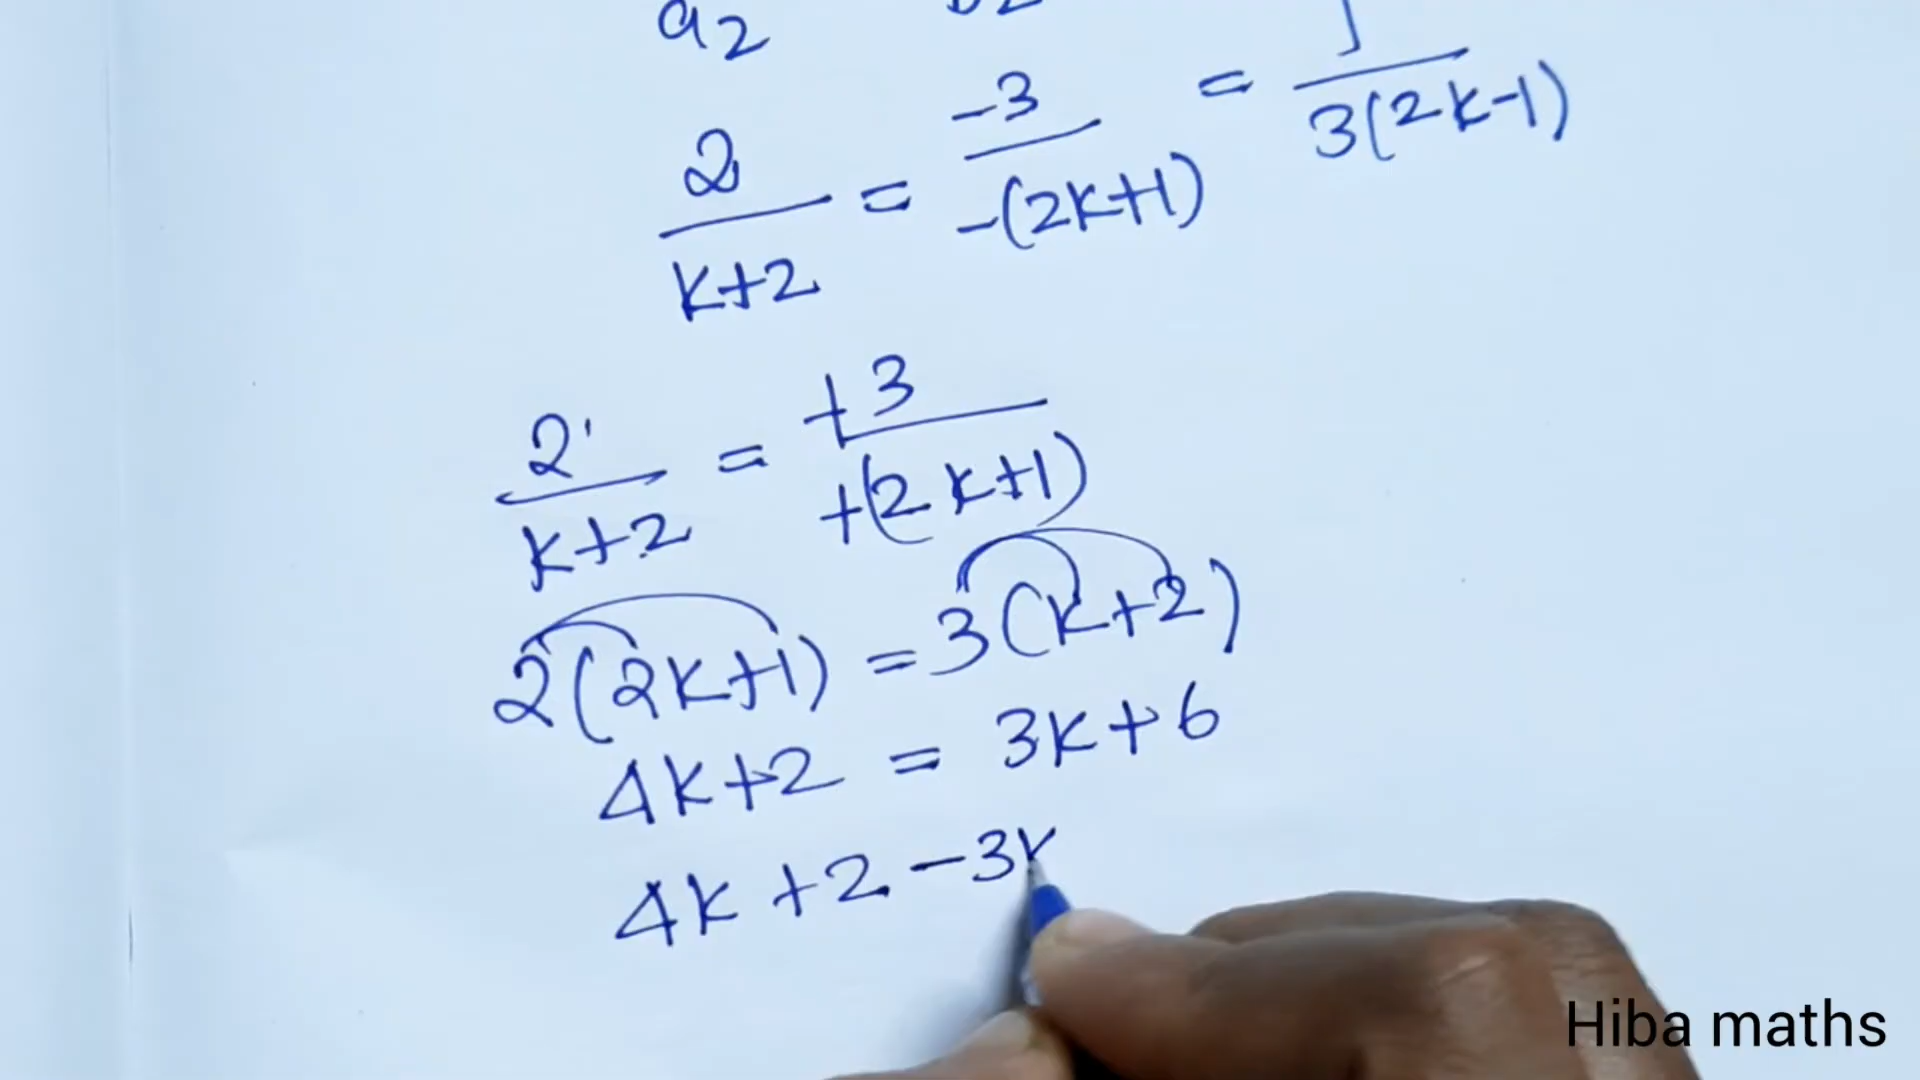 a2
2/(k+2) = -3/-(2k+1) = /3(2k-1)
2/(k+2) = +3/+(2k+1)
2(2k+1) = 3(k+2)
4k+2 = 3k+6
4k+2-3k
Hiba maths